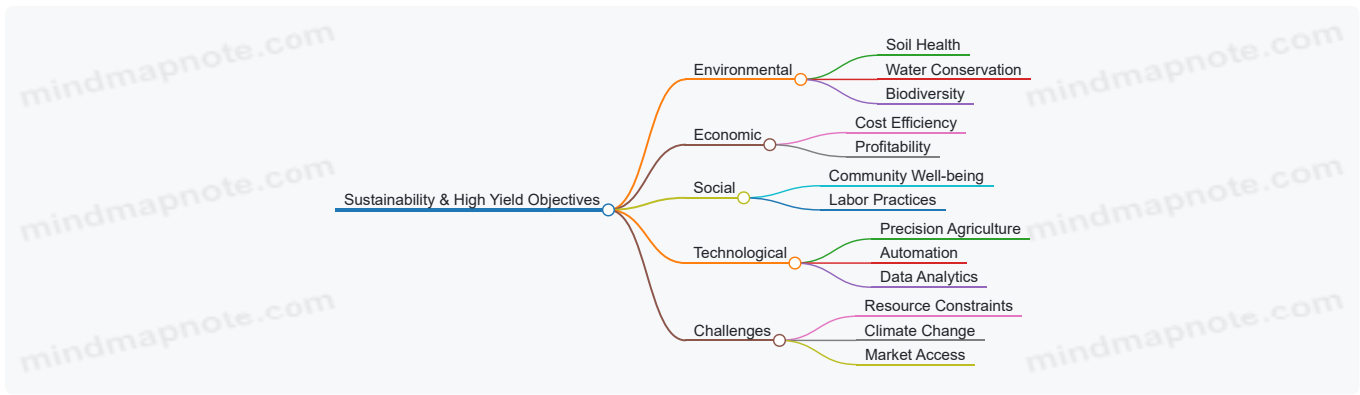 Sustainability & High Yield Objectives
Environmental
Soil Health
Water Conservation
Biodiversity
Economic
Cost Efficiency
Profitability
Social
Community Well-being
Labor Practices
Technological
Precision Agriculture
Automation
Data Analytics
Challenges
Resource Constraints
Climate Change
Market Access
mindmapnote.com
mindmapnote.com
mindmapnote.com
mindmapnote.com
mindmapnote.com
mindmapnote.com